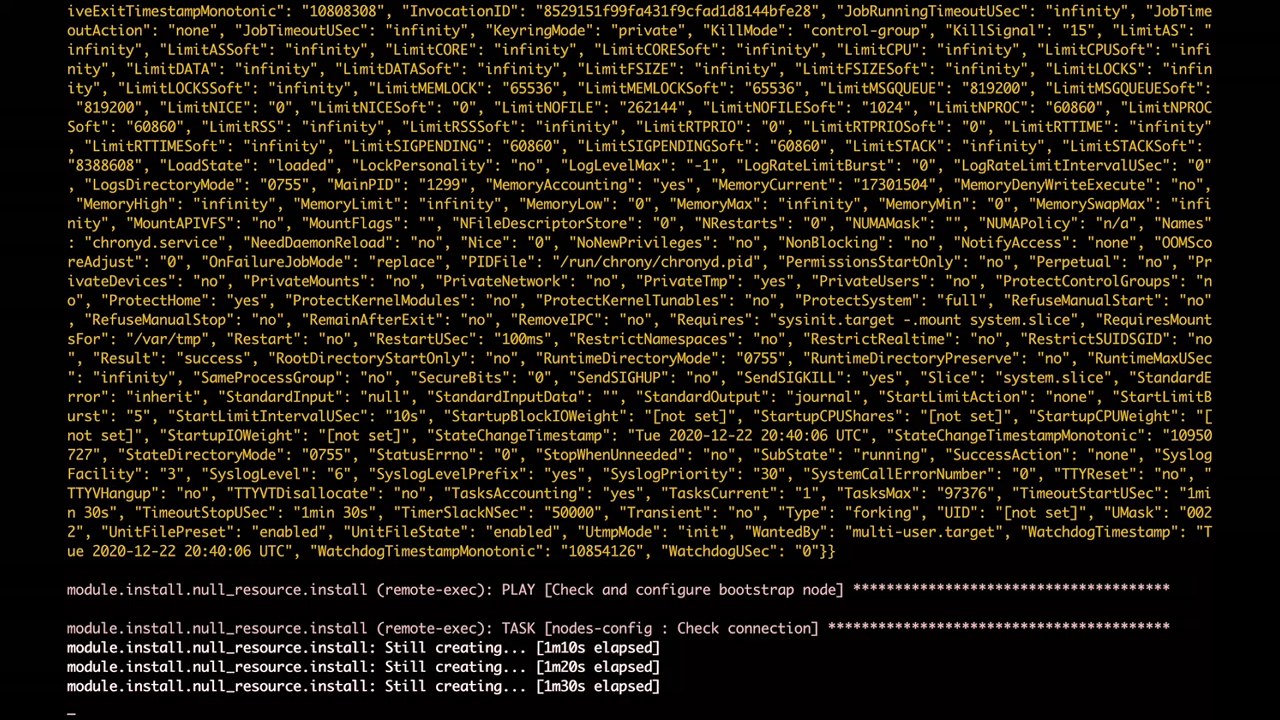 iveExitTimestampMonotonic": "10808308", "InvocationID": "8529151f99fa431f9cfad1d8144bfe28", "JobRunningTimeoutUSec": "infinity", "JobTime
outAction": "none", "JobTimeoutUSec": "infinity", "KeyringMode": "private", "KillMode": "control-group", "KillSignal": "15", "LimitAS": "
infinity", "LimitASSoft": "infinity", "LimitCORE": "infinity", "LimitCORESoft": "infinity", "LimitCPU": "infinity", "LimitCPUSoft": "infi
nity", "LimitDATA": "infinity", "LimitDATASoft": "infinity", "LimitFSIZE": "infinity", "LimitFSIZESoft": "infinity", "LimitLOCKS": "infin
ity", "LimitLOCKSSoft": "infinity", "LimitMEMLOCK": "65536", "LimitMEMLOCKSoft": "65536", "LimitMSGQUEUE": "819200", "LimitMSGQUEUESoft":
 "819200", "LimitNICE": "0", "LimitNICESoft": "0", "LimitNOFILE": "262144", "LimitNOFILESoft": "1024", "LimitNPROC": "60860", "LimitNPROC
Soft": "60860", "LimitRSS": "infinity", "LimitRSSSoft": "infinity", "LimitRTPRIO": "0", "LimitRTPRIOSoft": "0", "LimitRTTIME": "infinity"
, "LimitRTTIMESoft": "infinity", "LimitSIGPENDING": "60860", "LimitSIGPENDINGSoft": "60860", "LimitSTACK": "infinity", "LimitSTACKSoft":
"8388608", "LoadState": "loaded", "LockPersonality": "no", "LogLevelMax": "-1", "LogRateLimitBurst": "0", "LogRateLimitIntervalUSec": "0"
, "LogsDirectoryMode": "0755", "MainPID": "1299", "MemoryAccounting": "yes", "MemoryCurrent": "17301504", "MemoryDenyWriteExecute": "no",
 "MemoryHigh": "infinity", "MemoryLimit": "infinity", "MemoryLow": "0", "MemoryMax": "infinity", "MemoryMin": "0", "MemorySwapMax": "infi
nity", "MountAPIVFS": "no", "MountFlags": "", "NFileDescriptorStore": "0", "NRestarts": "0", "NUMAMask": "", "NUMAPolicy": "n/a", "Names"
: "chronyd.service", "NeedDaemonReload": "no", "Nice": "0", "NoNewPrivileges": "no", "NonBlocking": "no", "NotifyAccess": "none", "OOMSco
reAdjust": "0", "OnFailureJobMode": "replace", "PIDFile": "/run/chrony/chronyd.pid", "PermissionsStartOnly": "no", "Perpetual": "no", "Pr
ivateDevices": "no", "PrivateMounts": "no", "PrivateNetwork": "no", "PrivateTmp": "yes", "PrivateUsers": "no", "ProtectControlGroups": "n
o", "ProtectHome": "yes", "ProtectKernelModules": "no", "ProtectKernelTunables": "no", "ProtectSystem": "full", "RefuseManualStart": "no"
, "RefuseManualStop": "no", "RemainAfterExit": "no", "RemoveIPC": "no", "Requires": "sysinit.target -.mount system.slice", "RequiresMount
sFor": "/var/tmp", "Restart": "no", "RestartUSec": "100ms", "RestrictNamespaces": "no", "RestrictRealtime": "no", "RestrictSUIDSGID": "no
", "Result": "success", "RootDirectoryStartOnly": "no", "RuntimeDirectoryMode": "0755", "RuntimeDirectoryPreserve": "no", "RuntimeMaxUSec
": "infinity", "SameProcessGroup": "no", "SecureBits": "0", "SendSIGHUP": "no", "SendSIGKILL": "yes", "Slice": "system.slice", "StandardE
rror": "inherit", "StandardInput": "null", "StandardInputData": "", "StandardOutput": "journal", "StartLimitAction": "none", "StartLimitB
urst": "5", "StartLimitIntervalUSec": "10s", "StartupBlockIOWeight": "[not set]", "StartupCPUShares": "[not set]", "StartupCPUWeight": "[
not set]", "StartupIOWeight": "[not set]", "StateChangeTimestamp": "Tue 2020-12-22 20:40:06 UTC", "StateChangeTimestampMonotonic": "10950
727", "StateDirectoryMode": "0755", "StatusErrno": "0", "StopWhenUnneeded": "no", "SubState": "running", "SuccessAction": "none", "Syslog
Facility": "3", "SyslogLevel": "6", "SyslogLevelPrefix": "yes", "SyslogPriority": "30", "SystemCallErrorNumber": "0", "TTYReset": "no", "
TTYVHangup": "no", "TTYVTDisallocate": "no", "TasksAccounting": "yes", "TasksCurrent": "1", "TasksMax": "97376", "TimeoutStartUSec": "1mi
n 30s", "TimeoutStopUSec": "1min 30s", "TimerSlackNSec": "50000", "Transient": "no", "Type": "forking", "UID": "[not set]", "UMask": "002
2", "UnitFilePreset": "enabled", "UnitFileState": "enabled", "UtmpMode": "init", "WantedBy": "multi-user.target", "WatchdogTimestamp": "T
ue 2020-12-22 20:40:06 UTC", "WatchdogTimestampMonotonic": "10854126", "WatchdogUSec": "0"}}
module.install.null_resource.install (remote-exec): PLAY [Check and configure bootstrap node] **************************************
module.install.null_resource.install (remote-exec): TASK [nodes-config : Check connection] *****************************************
module.install.null_resource.install: Still creating... [1m10s elapsed]
module.install.null_resource.install: Still creating... [1m20s elapsed]
module.install.null_resource.install: Still creating... [1m30s elapsed]